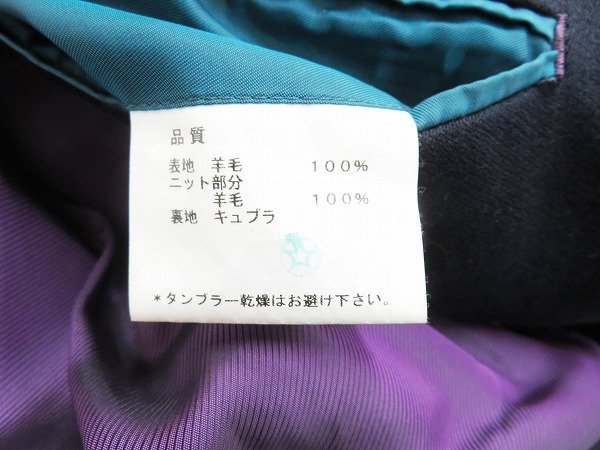 品質
表地 羊毛 100%
ニット部分
羊毛 100%
裏地 キュプラ
*タンブラー乾燥はお避け下さい。